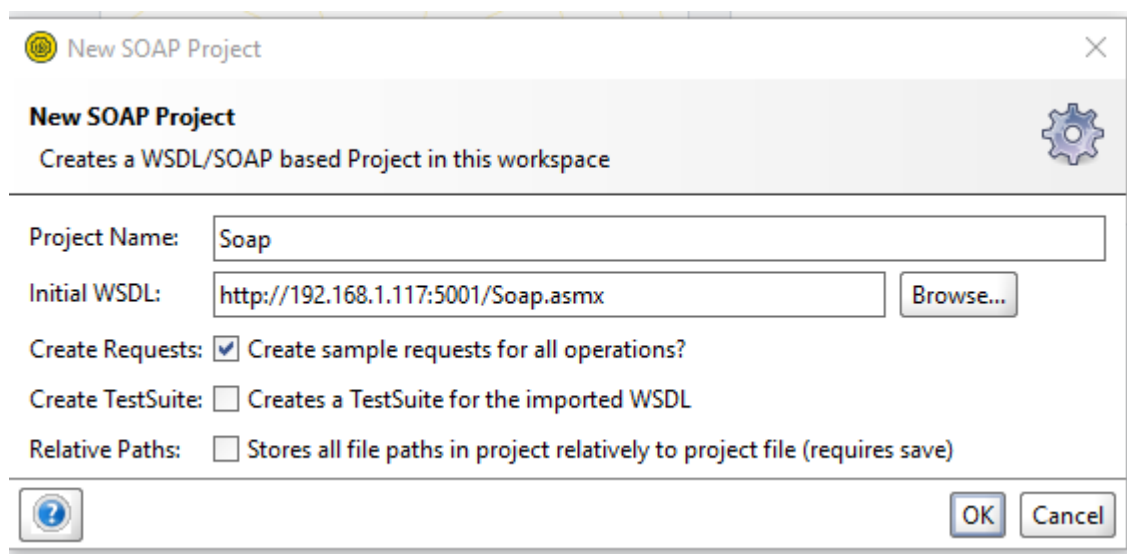 New SOAP Project
New SOAP Project
Creates a WSDL/SOAP based Project in this workspace
Project Name: Soap
Initial WSDL: http://192.168.1.117:5001/Soap.asmx Browse...
Create Requests: Create sample requests for all operations?
Create TestSuite: Creates a TestSuite for the imported WSDL
Relative Paths: Stores all file paths in project relatively to project file (requires save)
? OK Cancel